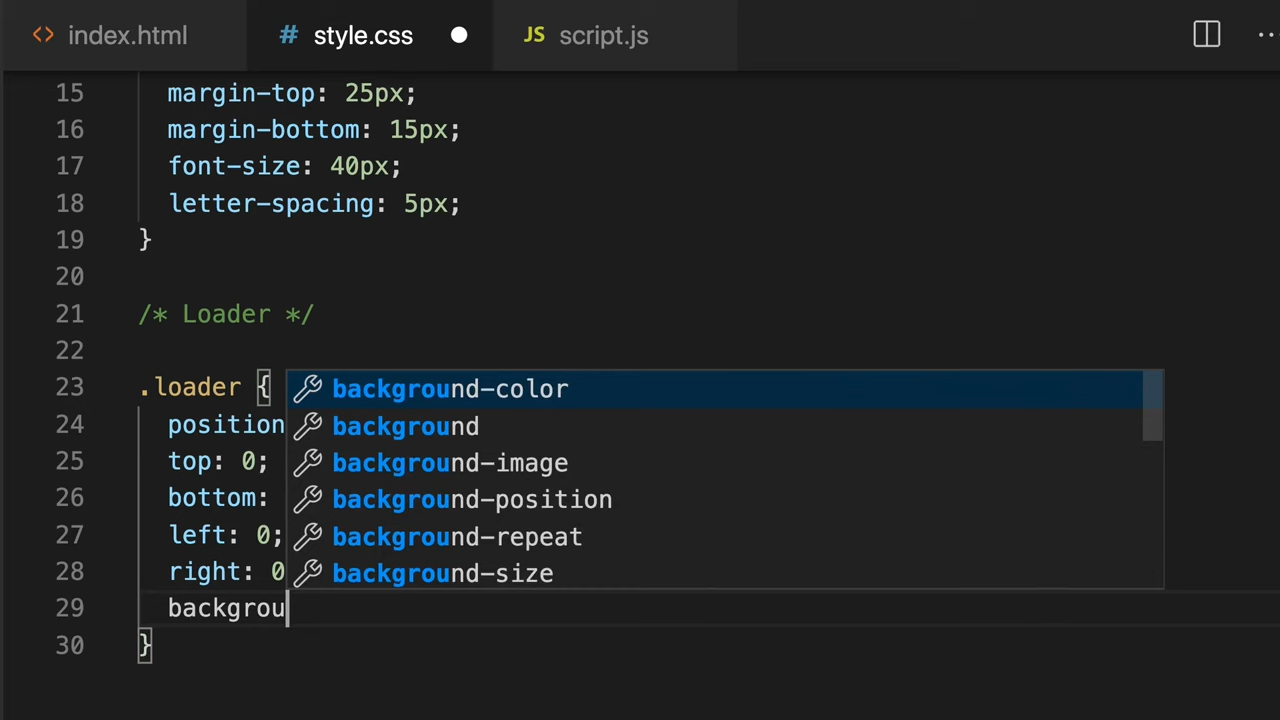 <> index.html # style.css JS script.js
15 margin-top: 25px;
16 margin-bottom: 15px;
17 font-size: 40px;
18 letter-spacing: 5px;
19 }
20
21 /* Loader */
22
23 .loader {
24 position
25 top: 0;
26 bottom:
27 left: 0;
28 right: 0
29 backgrou
30 }
background-color
background
background-image
background-position
background-repeat
background-size